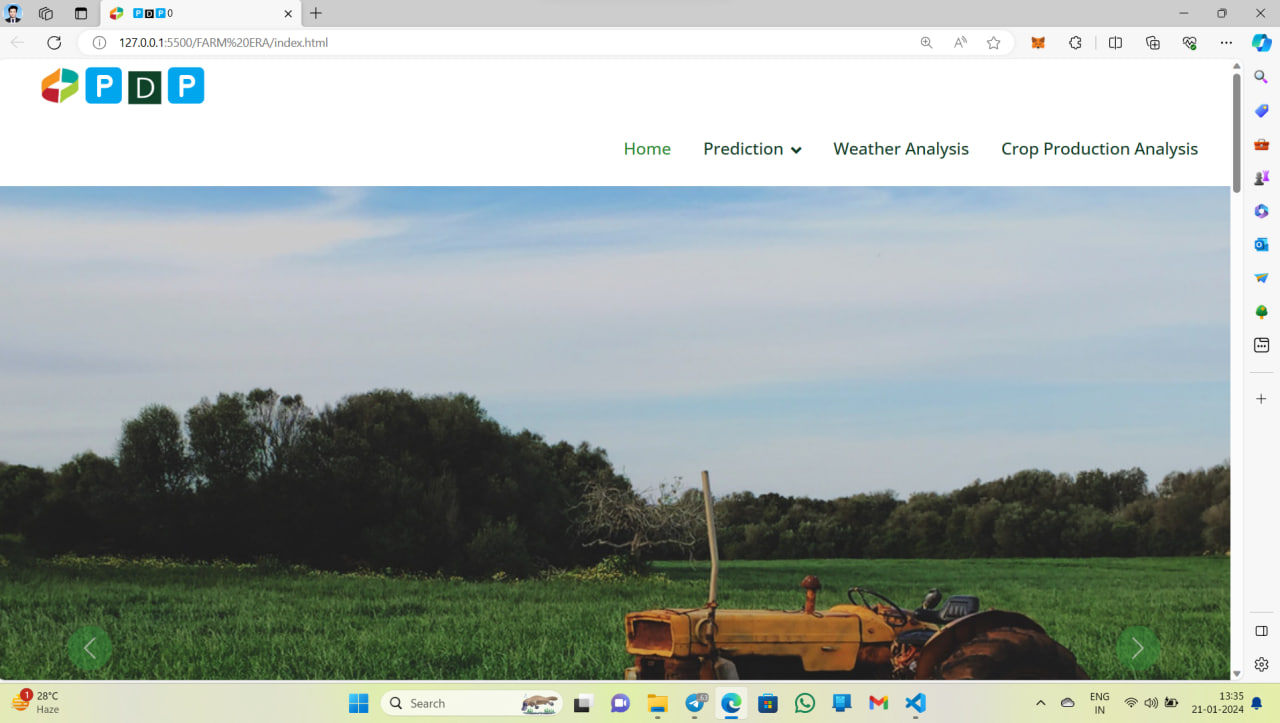 P D P 0
127.0.0.1:5500/FARM%20ERA/index.html
P D P
Home Prediction Weather Analysis Crop Production Analysis
1
28°C
Haze
Search
53
ENG
IN
13:35
21-01-2024